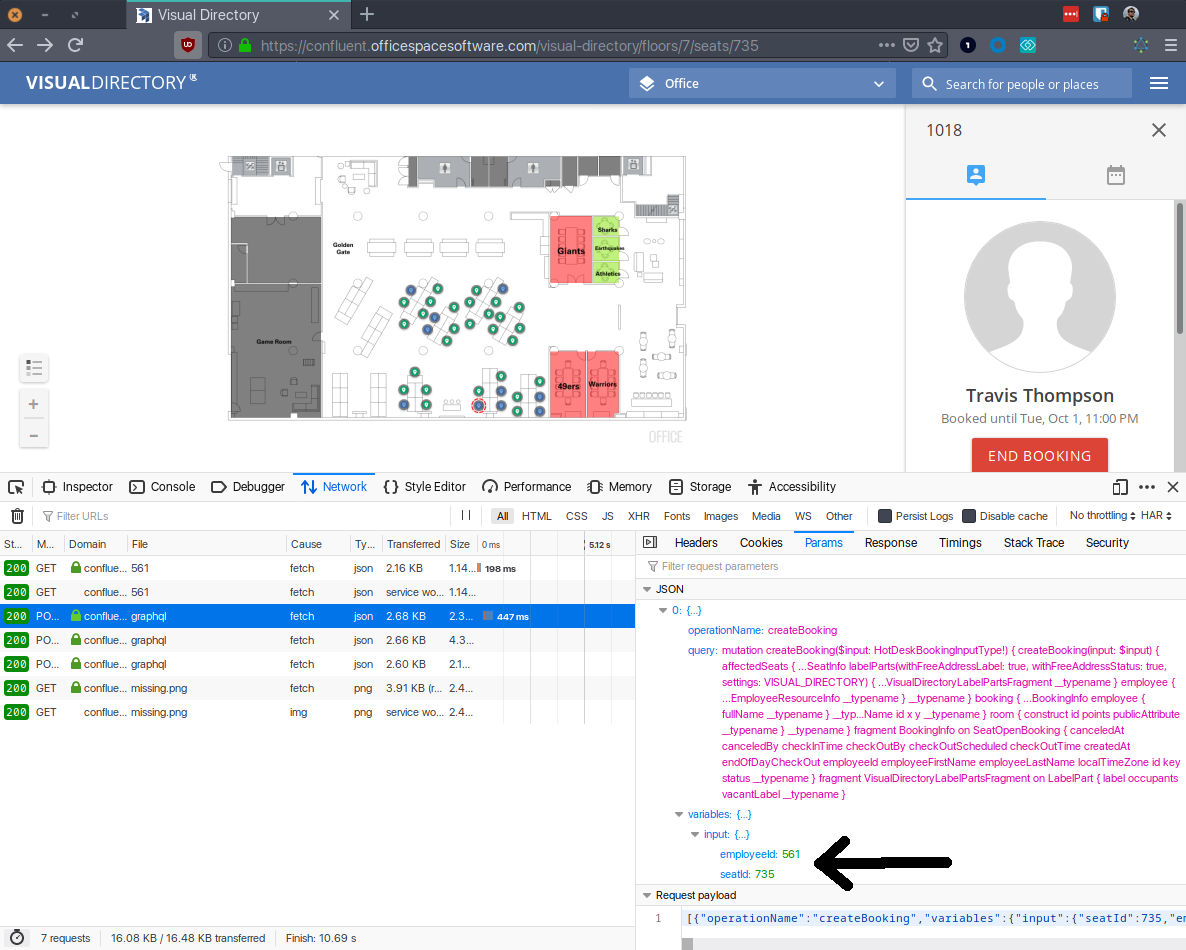 Visual Directory
https://confluent.officespacesoftware.com/visual-directory/floors/7/seats/735
VISUALDIRECTORY
Office
Search for people or places
1018
Golden
Gate
Game Room
Giants
Sharks
Earthquakes
Athletics
49ers
Warriors
OFFICE
Travis Thompson
Booked until Tue, Oct 1, 11:00 PM
END BOOKING
Inspector Console Debugger Network Style Editor Performance Memory Storage Accessibility
Filter URLs All HTML CSS JS XHR Fonts Images Media WS Other Persist Logs Disable cache No throttling HAR
St... M... Domain File Cause Ty... Transferred Size 0 ms 5.12 s
200 GET conflue... 561 fetch json 2.16 KB 1.14... 198 ms
200 GET conflue... 561 fetch json service wo... 1.14...
200 PO... conflue... graphql fetch json 2.68 KB 2.3... 447 ms
200 PO... conflue... graphql fetch json 2.66 KB 4.3...
200 PO... conflue... graphql fetch json 2.60 KB 2.1...
200 GET conflue... missing.png fetch png 3.91 KB (r... 2.4...
200 GET conflue... missing.png img png service wo... 2.4...
7 requests 16.08 KB / 16.48 KB transferred Finish: 10.69 s
Headers Cookies Params Response Timings Stack Trace Security
Filter request parameters
JSON
0: {...}
operationName: createBooking
query: mutation createBooking($input: HotDeskBookingInputType!) { createBooking(input: $input) {
affectedSeats { ...SeatInfo labelParts(withFreeAddressLabel: true, withFreeAddressStatus: true,
settings: VISUAL_DIRECTORY) { ...VisualDirectoryLabelPartsFragment __typename } employee {
...EmployeeResourceInfo __typename } __typename } booking { ...BookingInfo employee {
fullName __typename } __typ...Name id x y __typename } room { construct id points publicAttribute
__typename } __typename } fragment BookingInfo on SeatOpenBooking { canceledAt
canceledBy checkInTime checkOutBy checkOutScheduled checkOutTime createdAt
endOfDayCheckOut employeeId employeeFirstName employeeLastName localTimeZone id key
status __typename } fragment VisualDirectoryLabelPartsFragment on LabelPart { label occupants
vacantLabel __typename }
variables: {...}
input: {...}
employeeId: 561
seatId: 735
Request payload
1 [{"operationName":"createBooking","variables":{"input":{"seatId":735,"en